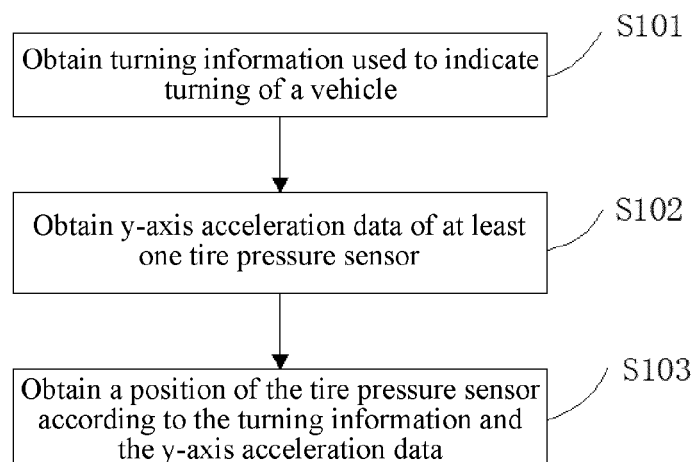 S101
Obtain turning information used to indicate
turning of a vehicle
S102
Obtain y-axis acceleration data of at least
one tire pressure sensor
S103
Obtain a position of the tire pressure sensor
according to the turning information and
the y-axis acceleration data